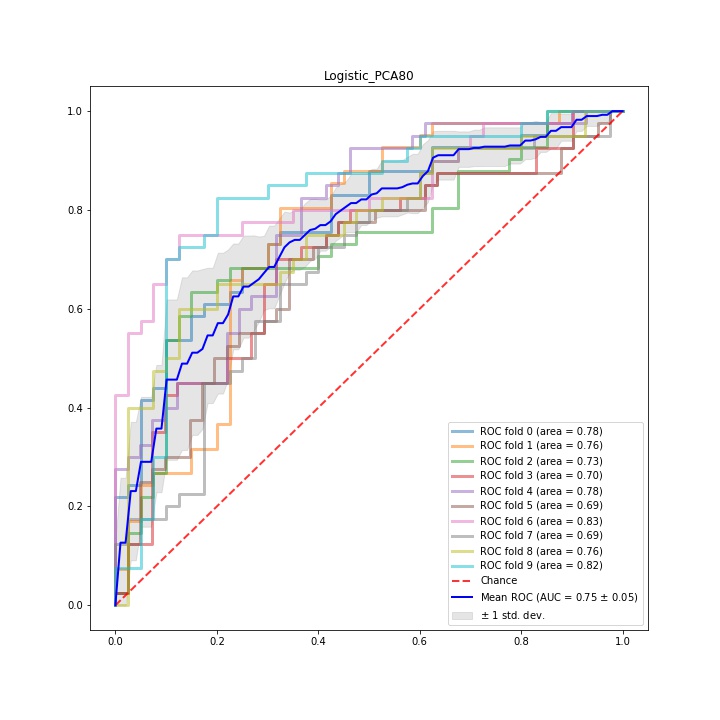 Logistic_PCA80
1.0
0.8
0.6
0.4
0.2
0.0
ROC fold 0 (area = 0.78)
ROC fold 1 (area = 0.76)
ROC fold 2 (area = 0.73)
ROC fold 3 (area = 0.70)
ROC fold 4 (area = 0.78)
ROC fold 5 (area = 0.69)
ROC fold 6 (area = 0.83)
ROC fold 7 (area = 0.69)
ROC fold 8 (area = 0.76)
ROC fold 9 (area = 0.82)
Chance
Mean ROC (AUC = 0.75 ± 0.05)
± 1 std. dev.
0.0 0.2 0.4 0.6 0.8 1.0